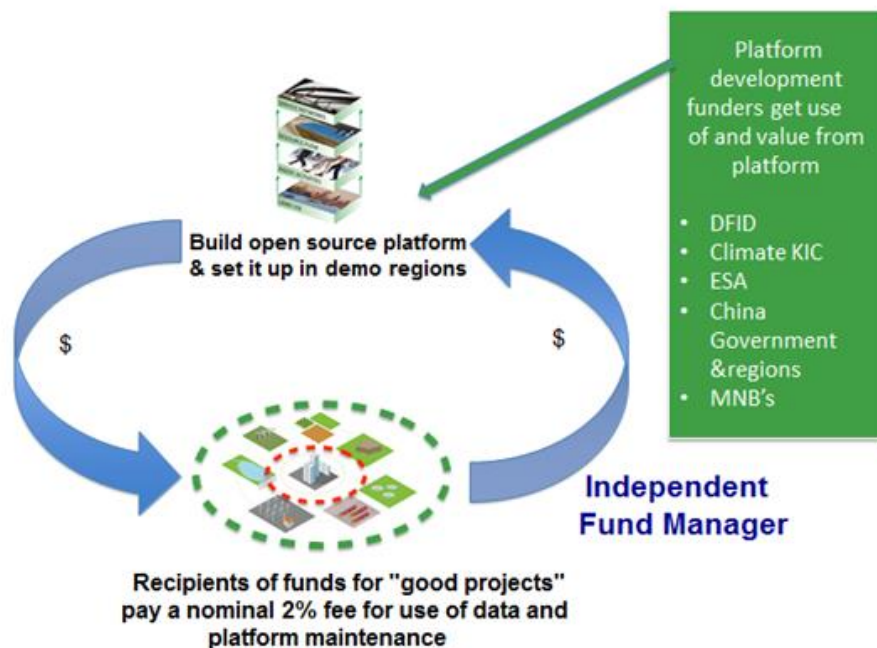 Platform
development
funders get use
of and value from
platform
• DFID
• Climate KIC
• ESA
• China
Government
&regions
• MNB's
Build open source platform
& set it up in demo regions
$
$
Independent
Fund Manager
Recipients of funds for "good projects"
pay a nominal 2% fee for use of data and
platform maintenance